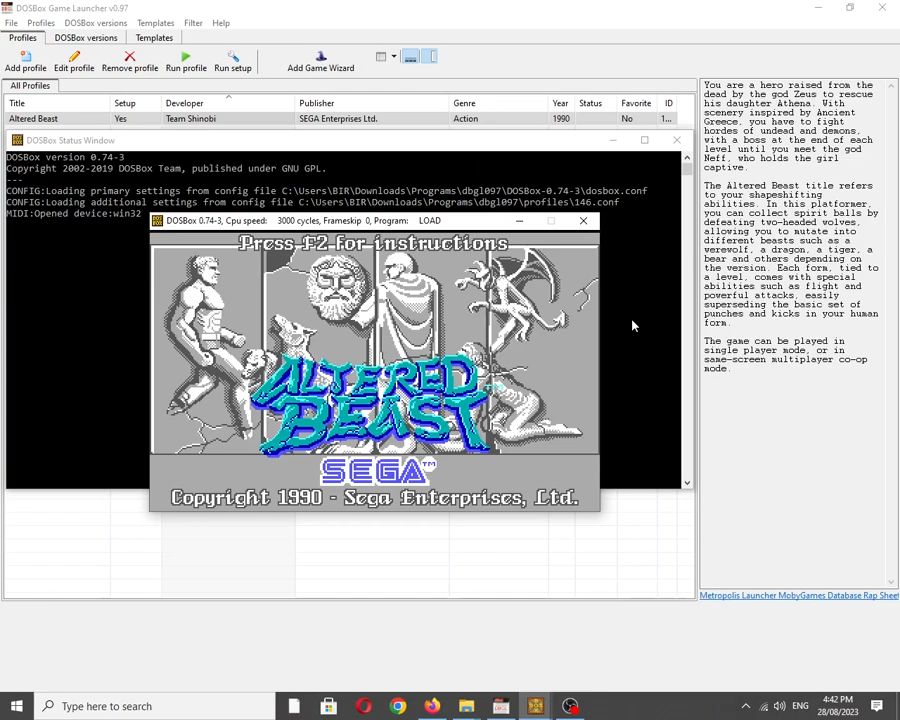 DOSBox Game Launcher v0.97
File Profiles DOSBox versions Templates Filter Help
Profiles DOSBox versions Templates
Add profile Edit profile Remove profile Run profile Run setup Add Game Wizard
All Profiles
Title Setup Developer Publisher Genre Year Status Favorite ID
Altered Beast Yes Team Shinobi SEGA Enterprises Ltd. Action 1990 No 1...
DOSBox Status Window
DOSBox version 0.74-3
Copyright 2002-2019 DOSBox Team, published under GNU GPL.
---
CONFIG:Loading primary settings from config file C:\Users\BIR\Downloads\Programs\dbgl097\DOSBox-0.74-3\dosbox.conf
CONFIG:Loading additional settings from config file C:\Users\BIR\Downloads\Programs\dbgl097\profiles\146.conf
MIDI:Opened device:win32
DOSBox 0.74-3, Cpu speed: 3000 cycles, Frameskip 0, Program: LOAD
Press F2 for instructions
ALTERED
BEAST
TM
SEGA™
Copyright 1990 - Sega Enterprises, Ltd.
You are a hero raised from the
dead by the god Zeus to rescue
his daughter Athena. With
scenery inspired by Ancient
Greece, you have to fight
hordes of undead and demons,
with a boss at the end of each
level until you meet the god
Neff, who holds the girl
captive.
The Altered Beast title refers
to your shapeshifting
abilities. In this platformer,
you can collect spirit balls by
defeating two-headed wolves,
allowing you to mutate into
different beasts such as a
werewolf, a dragon, a tiger, a
bear and others depending on
the version. Each form, tied to
a level, comes with special
abilities such as flight and
powerful attacks, easily
superseding the basic set of
punches and kicks in your human
form.
The game can be played in
single player mode, or in
same-screen multiplayer co-op
mode.
Metropolis Launcher MobyGames Database Rap Sheet
Type here to search
ENG
4:42 PM
28/08/2023